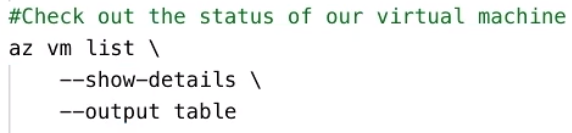 #Check out the status of our virtual machine
az vm list \
    --show-details \
    --output table